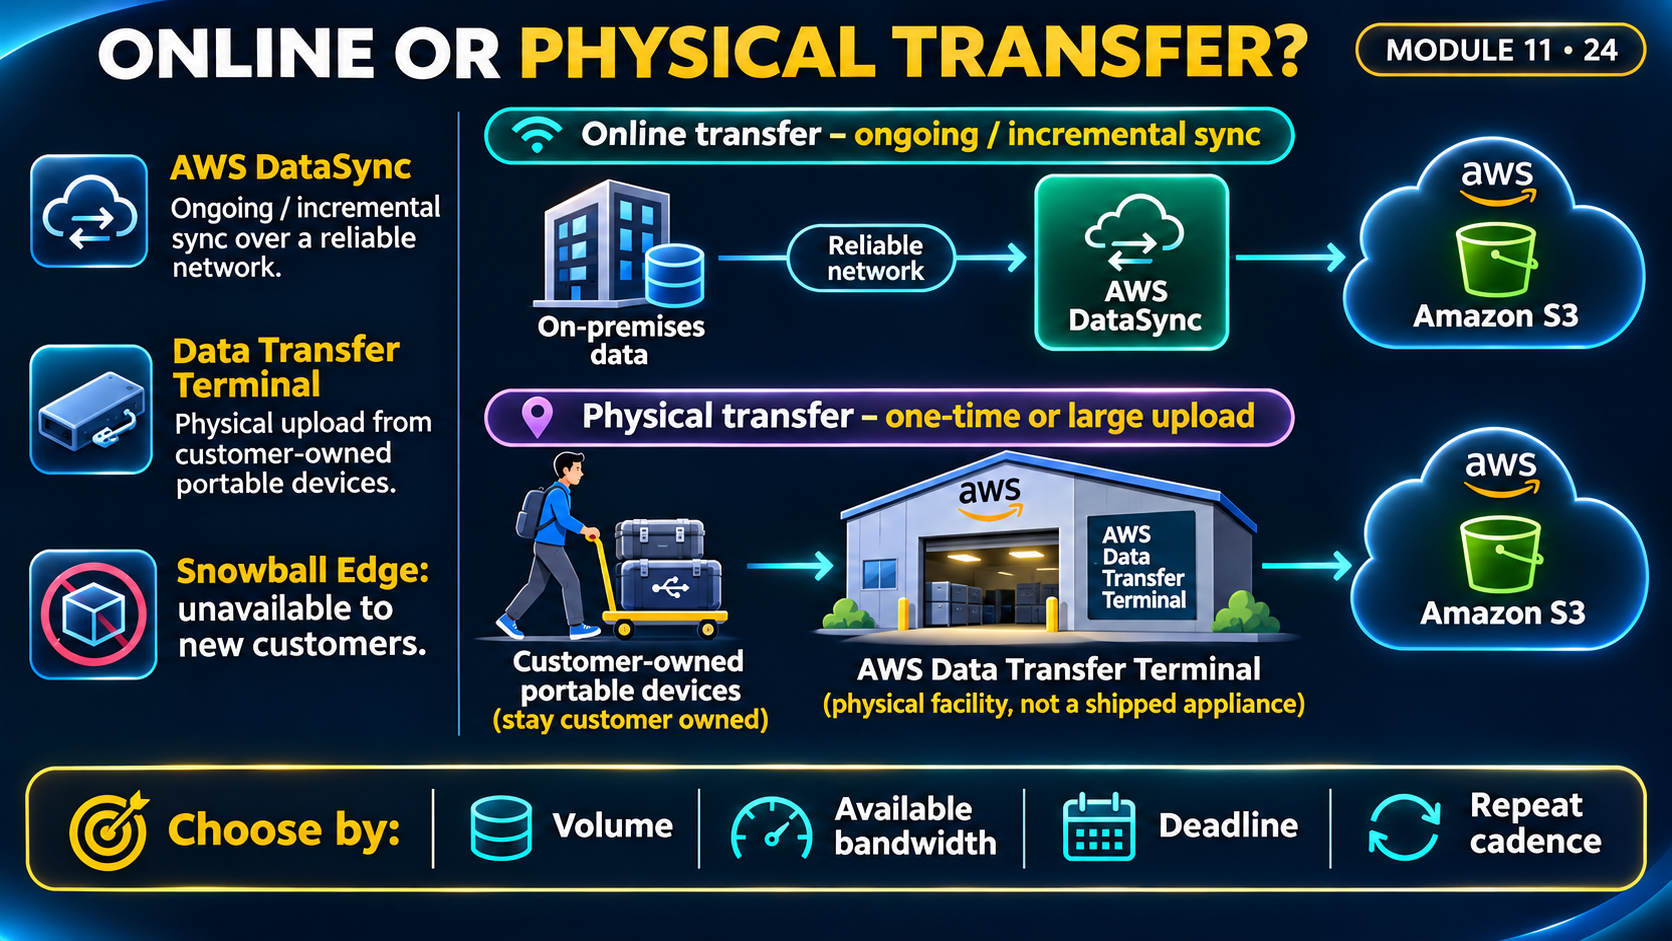 ONLINE OR PHYSICAL TRANSFER?
MODULE 11 • 24
AWS DataSync
Ongoing / incremental
sync over a reliable
network.
Data Transfer
Terminal
Physical upload from
customer-owned
portable devices.
Snowball Edge:
unavailable to
new customers.
Online transfer – ongoing / incremental sync
On-premises
data
Reliable
network
AWS
DataSync
aws
Amazon S3
Physical transfer – one-time or large upload
Customer-owned
portable devices
(stay customer owned)
aws
AWS
Data
Transfer
Terminal
AWS Data Transfer Terminal
(physical facility, not a shipped appliance)
aws
Amazon S3
Choose by:
Volume
Available
bandwidth
Deadline
Repeat
cadence